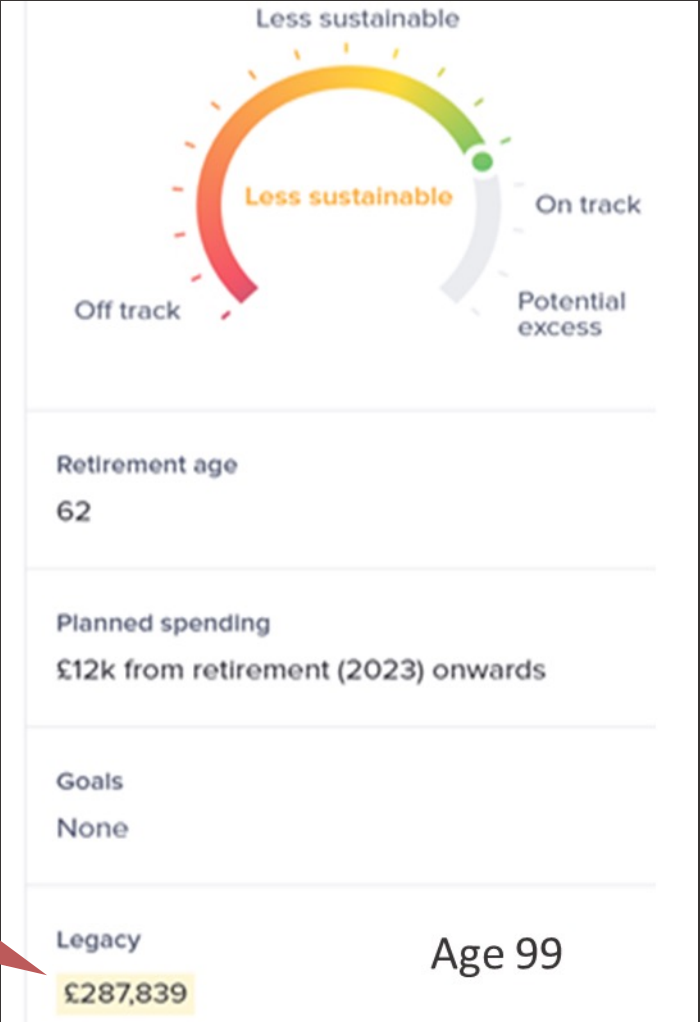 Less sustainable
Less sustainable
On track
Off track
Potential
excess
Retirement age
62
Planned spending
£12k from retirement (2023) onwards
Goals
None
Legacy
Age 99
£287,839